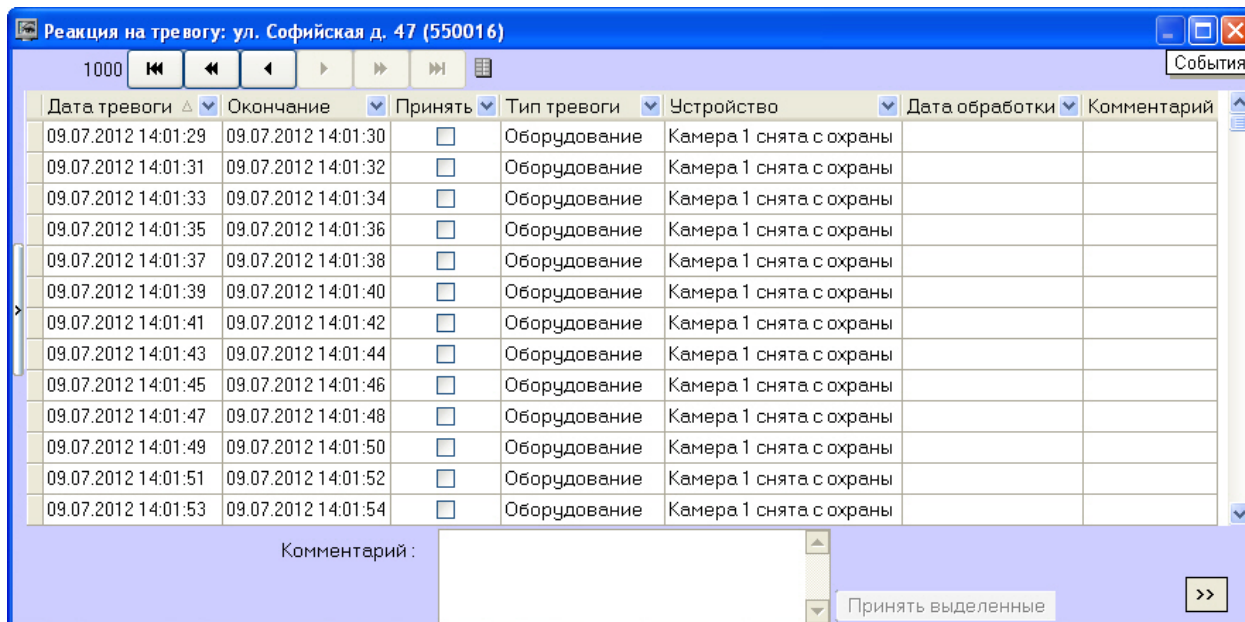 Реакция на тревогу: ул. Софийская д. 47 (550016)
1000
События
Дата тревоги Окончание Принять Тип тревоги Устройство Дата обработки Комментарий
09.07.2012 14:01:29 09.07.2012 14:01:30 Оборудование Камера 1 снята с охраны
09.07.2012 14:01:31 09.07.2012 14:01:32 Оборудование Камера 1 снята с охраны
09.07.2012 14:01:33 09.07.2012 14:01:34 Оборудование Камера 1 снята с охраны
09.07.2012 14:01:35 09.07.2012 14:01:36 Оборудование Камера 1 снята с охраны
09.07.2012 14:01:37 09.07.2012 14:01:38 Оборудование Камера 1 снята с охраны
09.07.2012 14:01:39 09.07.2012 14:01:40 Оборудование Камера 1 снята с охраны
09.07.2012 14:01:41 09.07.2012 14:01:42 Оборудование Камера 1 снята с охраны
09.07.2012 14:01:43 09.07.2012 14:01:44 Оборудование Камера 1 снята с охраны
09.07.2012 14:01:45 09.07.2012 14:01:46 Оборудование Камера 1 снята с охраны
09.07.2012 14:01:47 09.07.2012 14:01:48 Оборудование Камера 1 снята с охраны
09.07.2012 14:01:49 09.07.2012 14:01:50 Оборудование Камера 1 снята с охраны
09.07.2012 14:01:51 09.07.2012 14:01:52 Оборудование Камера 1 снята с охраны
09.07.2012 14:01:53 09.07.2012 14:01:54 Оборудование Камера 1 снята с охраны
Комментарий :
Принять выделенные >>